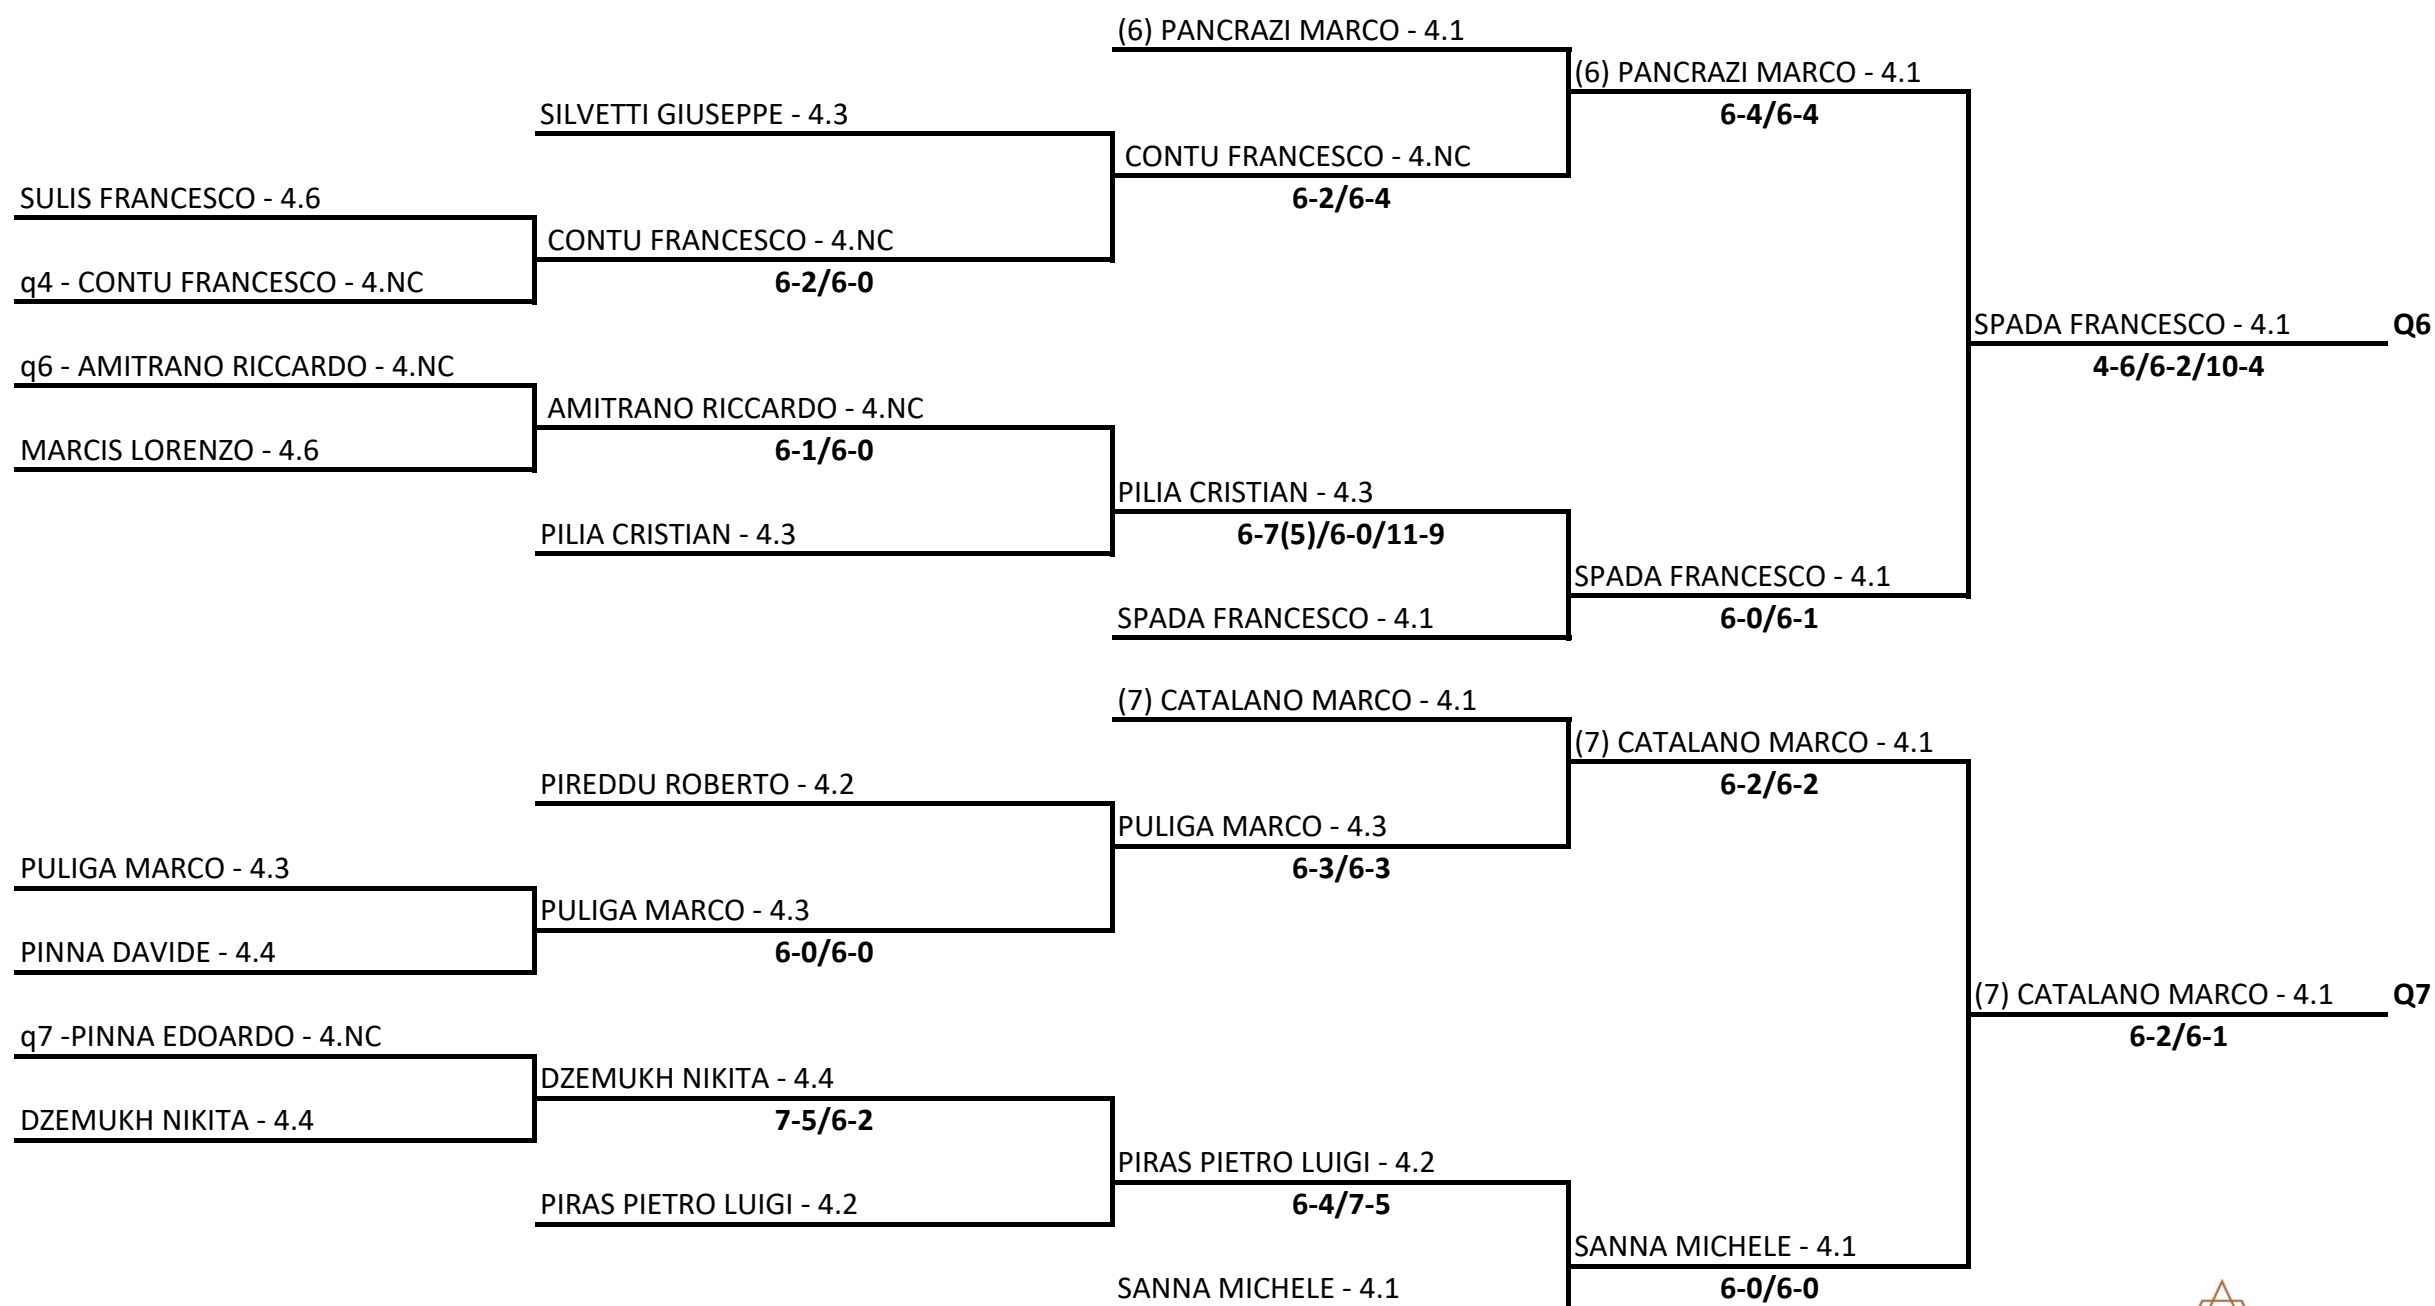 (6) PANCRAZI MARCO - 4.1
(6) PANCRAZI MARCO - 4.1
SILVETTI GIUSEPPE - 4.3
6-4/6-4
CONTU FRANCESCO - 4.NC
SULIS FRANCESCO - 4.6
6-2/6-4
CONTU FRANCESCO - 4.NC
q4 - CONTU FRANCESCO - 4.NC
6-2/6-0
SPADA FRANCESCO - 4.1
Q6
q6 - AMITRANO RICCARDO - 4.NC
4-6/6-2/10-4
AMITRANO RICCARDO - 4.NC
MARCIS LORENZO - 4.6
6-1/6-0
PILIA CRISTIAN - 4.3
PILIA CRISTIAN - 4.3
6-7(5)/6-0/11-9
SPADA FRANCESCO - 4.1
SPADA FRANCESCO - 4.1
6-0/6-1
(7) CATALANO MARCO - 4.1
(7) CATALANO MARCO - 4.1
PIREDDU ROBERTO - 4.2
6-2/6-2
PULIGA MARCO - 4.3
PULIGA MARCO - 4.3
6-3/6-3
PULIGA MARCO - 4.3
PINNA DAVIDE - 4.4
6-0/6-0
(7) CATALANO MARCO - 4.1
Q7
q7 -PINNA EDOARDO - 4.NC
6-2/6-1
DZEMUKH NIKITA - 4.4
DZEMUKH NIKITA - 4.4
7-5/6-2
PIRAS PIETRO LUIGI - 4.2
PIRAS PIETRO LUIGI - 4.2
6-4/7-5
SANNA MICHELE - 4.1
SANNA MICHELE - 4.1
6-0/6-0